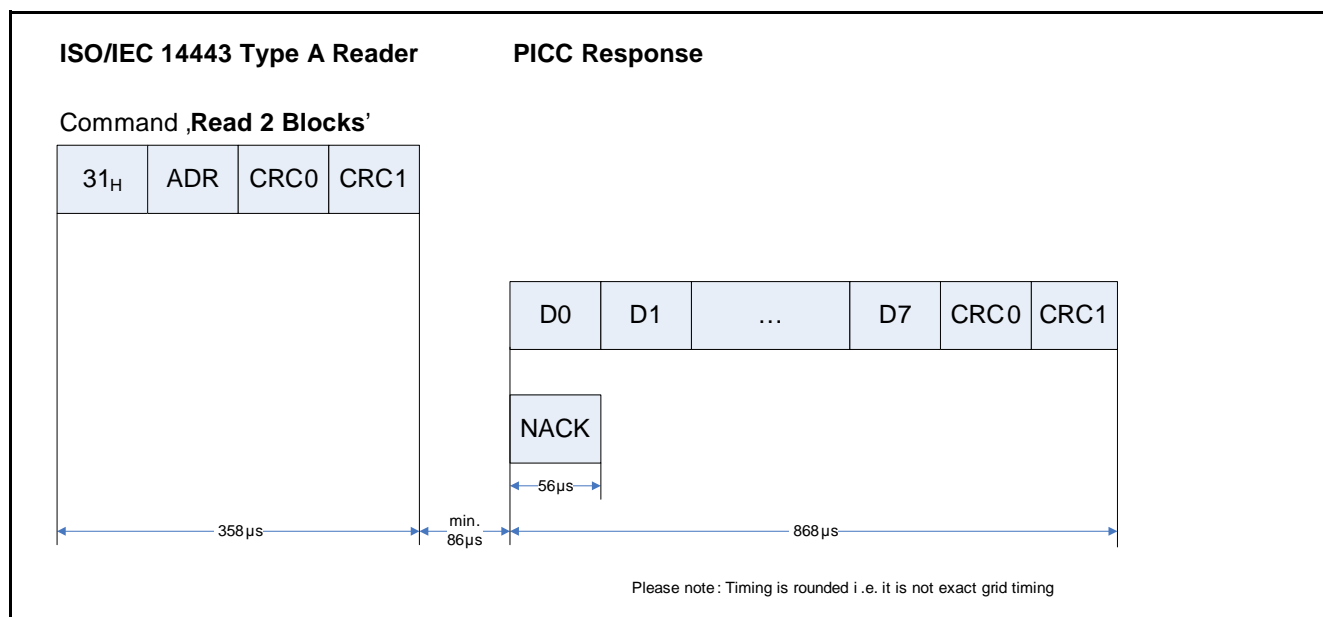 ISO/IEC 14443 Type A Reader PICC Response
Command ‚Read 2 Blocks’
31H ADR CRC0 CRC1
D0 D1 … D7 CRC0 CRC1
NACK
56µs
358µs min. 86µs 868µs
Please note: Timing is rounded i.e. it is not exact grid timing